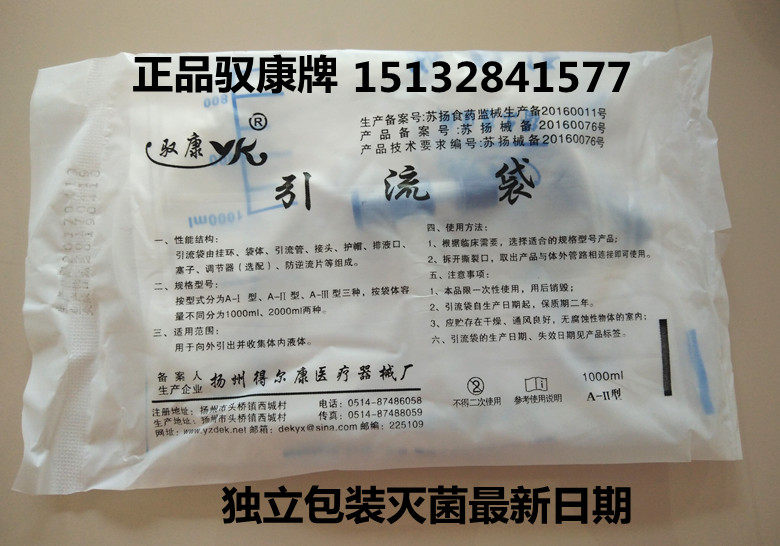 正品驭康牌 15132841577
生产备案号:苏扬食药监械生产备20160011号
产品备案号:苏扬械备20160076号
产品技术要求编号:苏扬械备20160076号
驭康 YK ®
引流袋
一、性能结构:
引流袋由挂环、袋体、引流管、接头、护帽、排液口、
塞子、调节器(选配)、防逆流片等组成。
二、规格型号:
按型式分为A-Ⅰ 型、A-Ⅱ 型、A-Ⅲ 型三种，按袋体容
量不同分为1000ml、2000ml两种。
三、适用范围:
用于向外引出并收集体内液体。
四、使用方法:
1、根据临床需要，选择适合的规格型号产品;
2、拆开撕裂口，取出产品与体外管路相连接即可使用。
五、注意事项:
1、本品限一次性使用，用后销毁;
2、引流袋自生产日期起，保质期二年。
3、应贮存在干燥、通风良好，无腐蚀性物体的室内;
六、引流袋的生产日期、失效日期见产品标签。
备案人
生产企业 扬州得尔康医疗器械厂
注册地址: 扬州市头桥镇西城村 电话: 0514-87486058
生产地址: 扬州市头桥镇西城村 传真: 0514-87488059
网址: www.yzdek.net 邮箱: dekyx@sina.com 邮编: 225109
不得二次使用 参考使用说明
1000ml
A-Ⅱ型
1000ml
独立包装灭菌最新日期